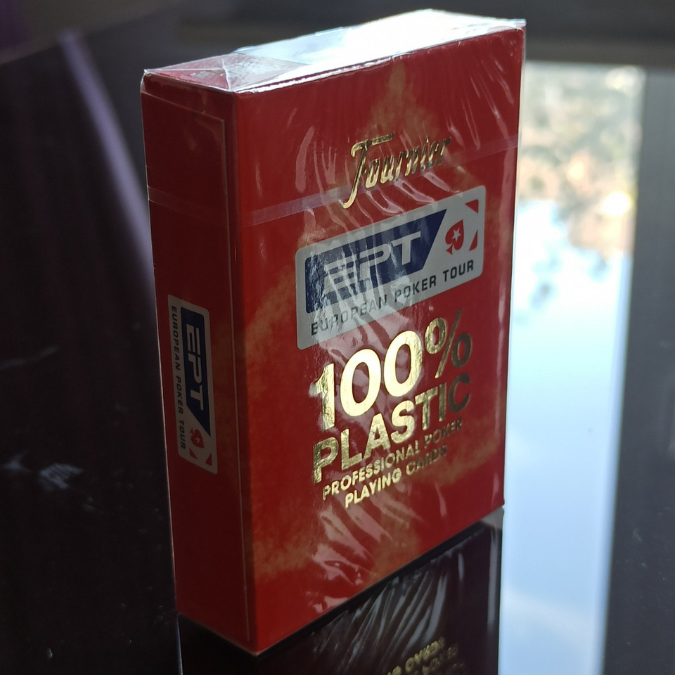 Fournier
EPT
EUROPEAN POKER TOUR
100%
PLASTIC
PROFESSIONAL POKER
PLAYING CARDS
EPT
EUROPEAN POKER TOUR